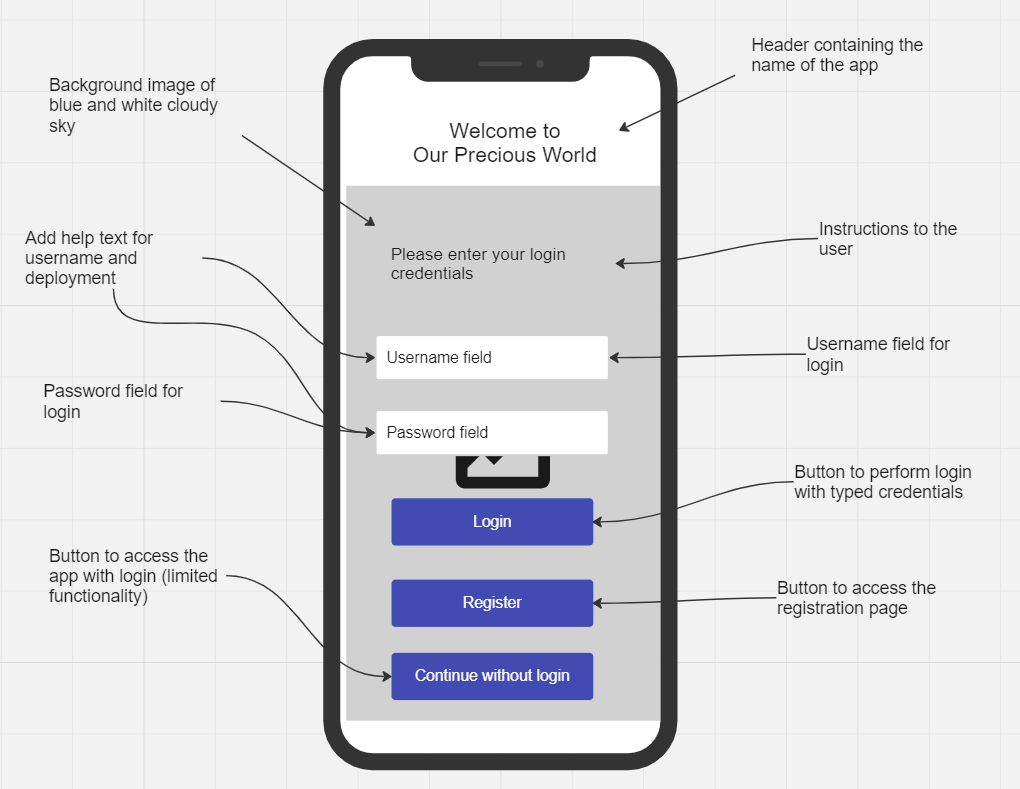 Header containing the
name of the app
Background image of
blue and white cloudy
sky
Welcome to
Our Precious World
Add help text for
username and
deployment
Please enter your login
credentials
Instructions to the
user
Username field
Username field for
login
Password field for
login
Password field
Button to perform login
with typed credentials
Login
Button to access the
app with login (limited
functionality)
Register
Button to access the
registration page
Continue without login